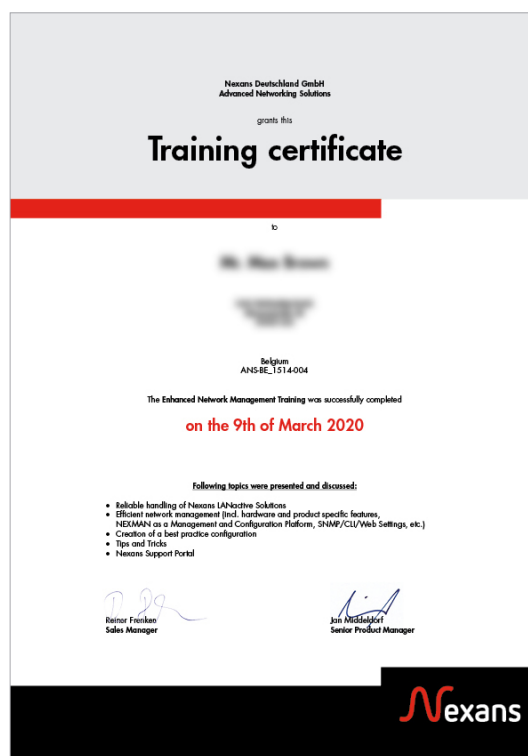 Nexans Deutschland GmbH
Advanced Networking Solutions
grants this
Training certificate
to
Belgium
ANS-BE_1514-004
The Enhanced Network Management Training was successfully completed
on the 9th of March 2020
Following topics were presented and discussed:
• Reliable handling of Nexans LANactive Solutions
• Efficient network management (incl. hardware and product specific features,
NEXMAN as a Management and Configuration Platform, SNMP/CLI/Web Settings, etc.)
• Creation of a best practice configuration
• Tips and Tricks
• Nexans Support Portal
Reinor Frenken
Sales Manager
Jan Middeldorf
Senior Product Manager
Nexans